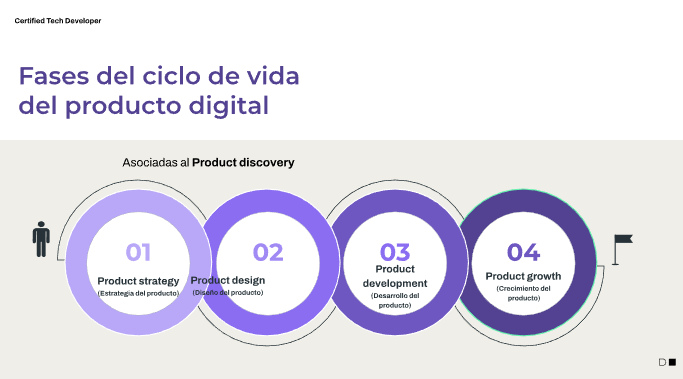 Certified Tech Developer
Fases del ciclo de vida
del producto digital
Asociadas al Product discovery
01
Product strategy
(Estrategia del producto)
02
Product design
(Diseño del producto)
03
Product
development
(Desarrollo del
producto)
04
Product growth
(Crecimiento del
producto)
D